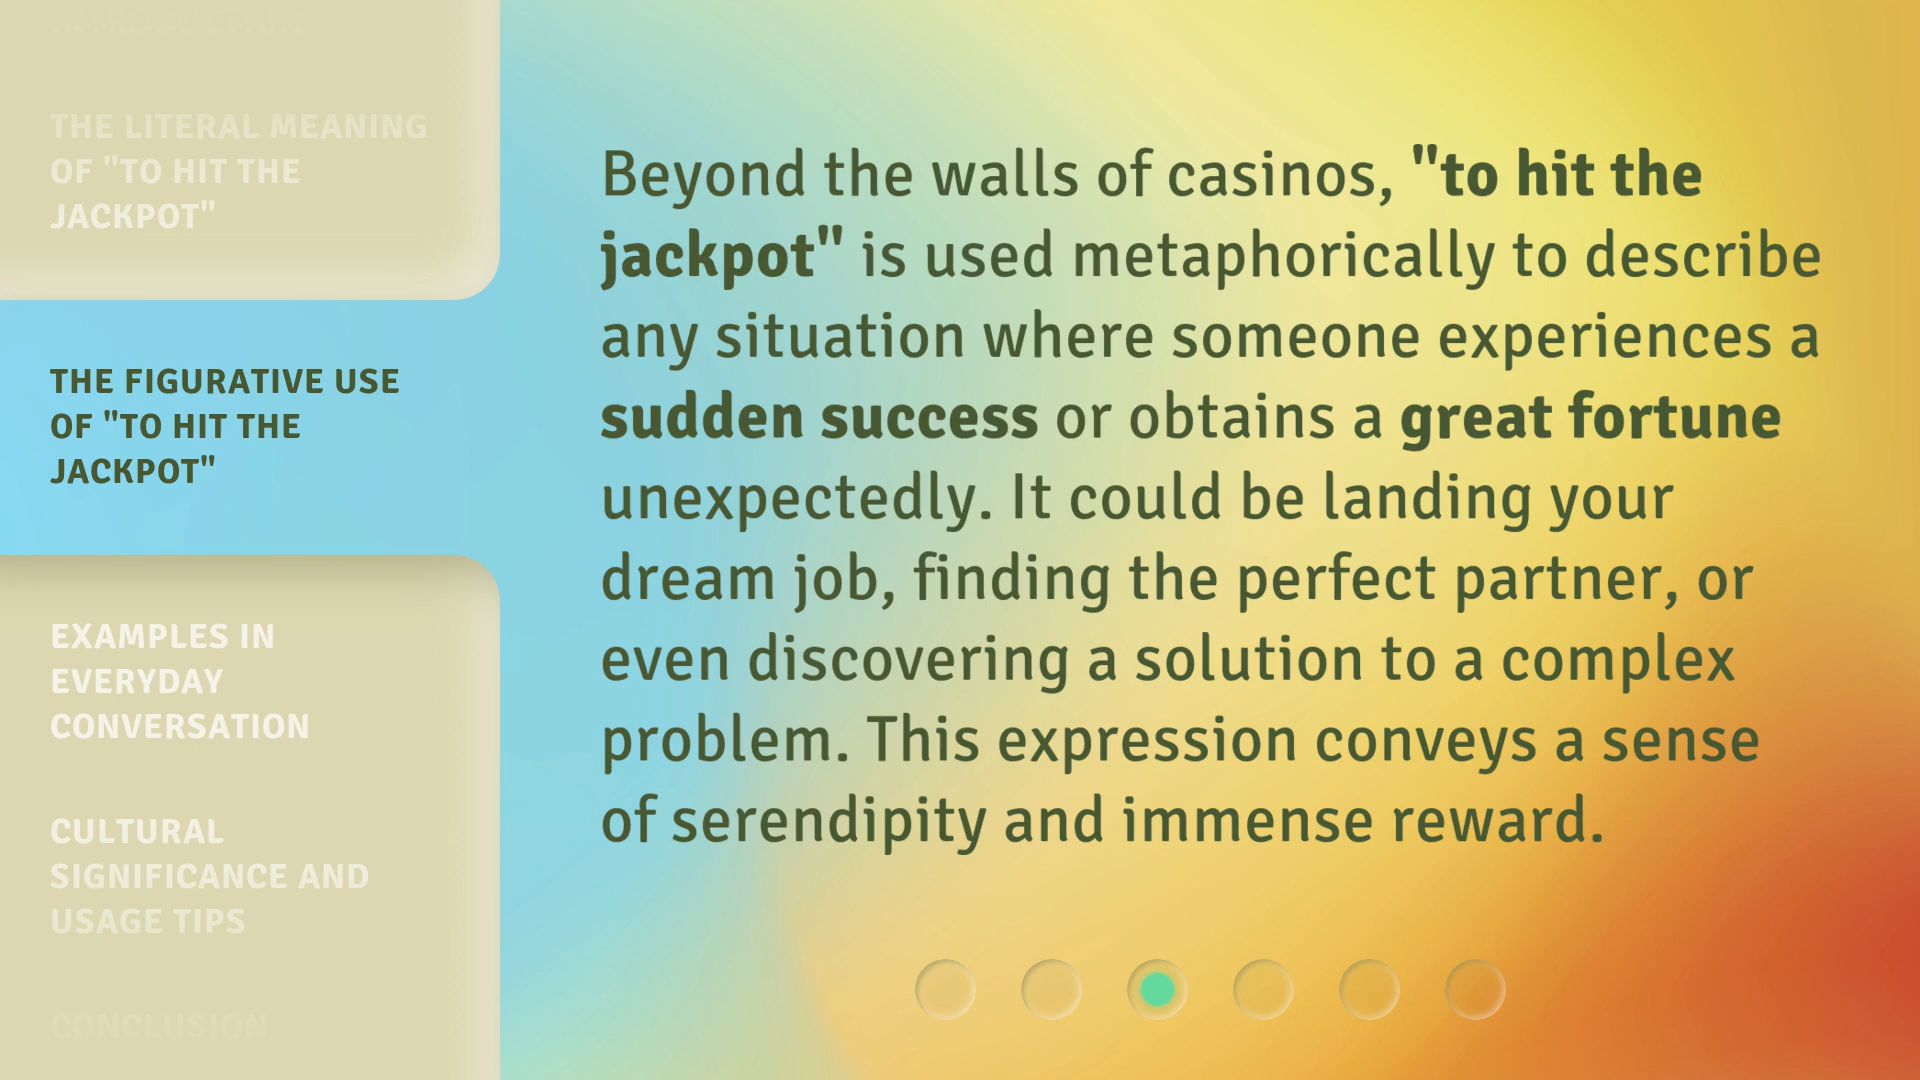 INTRODUCTION
THE LITERAL MEANING
OF "TO HIT THE
JACKPOT"
THE FIGURATIVE USE
OF "TO HIT THE
JACKPOT"
EXAMPLES IN
EVERYDAY
CONVERSATION
CULTURAL
SIGNIFICANCE AND
USAGE TIPS
CONCLUSION
Beyond the walls of casinos, "to hit the
jackpot" is used metaphorically to describe
any situation where someone experiences a
sudden success or obtains a great fortune
unexpectedly. It could be landing your
dream job, finding the perfect partner, or
even discovering a solution to a complex
problem. This expression conveys a sense
of serendipity and immense reward.